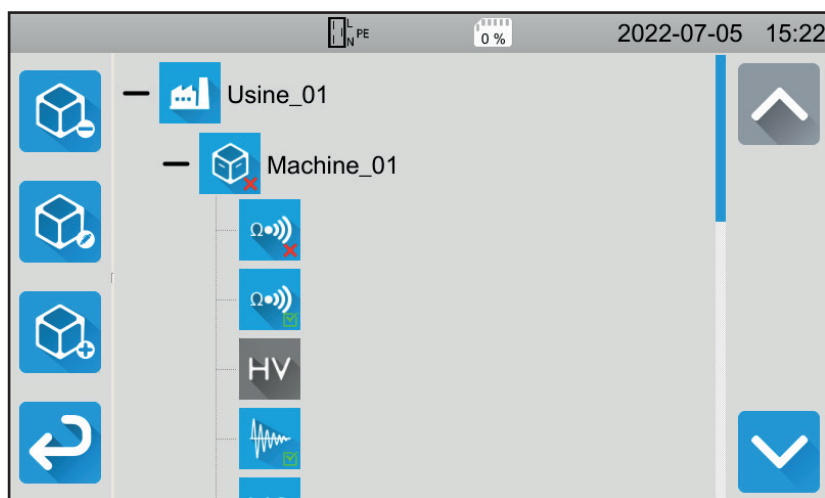 L
N PE
0 %
2022-07-05 15:22
Usine_01
Machine_01
Ω
Ω
HV